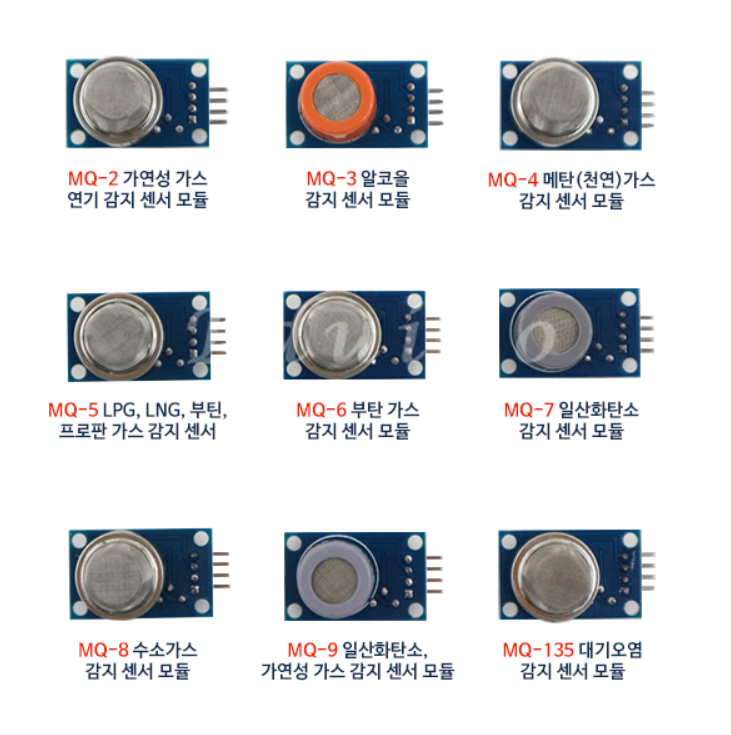 MQ-2 가연성 가스
연기 감지 센서 모듈
MQ-3 알코올
감지 센서 모듈
MQ-4 메탄(천연)가스
감지 센서 모듈
MQ-5 LPG, LNG, 부틴,
프로판 가스 감지 센서
MQ-6 부탄 가스
감지 센서 모듈
MQ-7 일산화탄소
감지 센서 모듈
MQ-8 수소가스
감지 센서 모듈
MQ-9 일산화탄소,
가연성 가스 감지 센서 모듈
MQ-135 대기오염
감지 센서 모듈